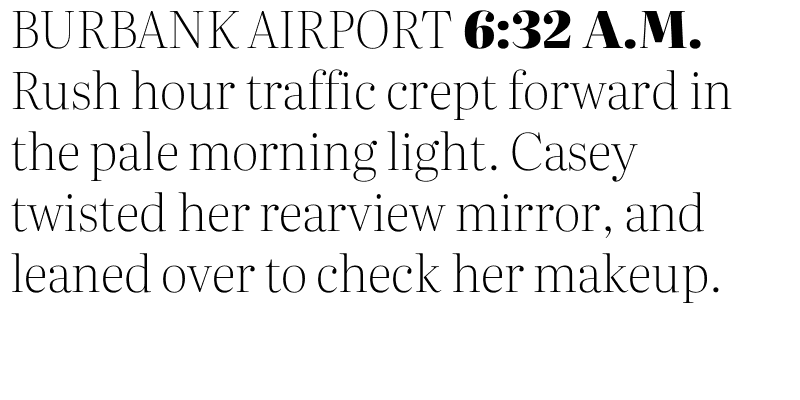 BURBANK AIRPORT 6:32 A.M.
Rush hour traffic crept forward in
the pale morning light. Casey
twisted her rearview mirror, and
leaned over to check her makeup.